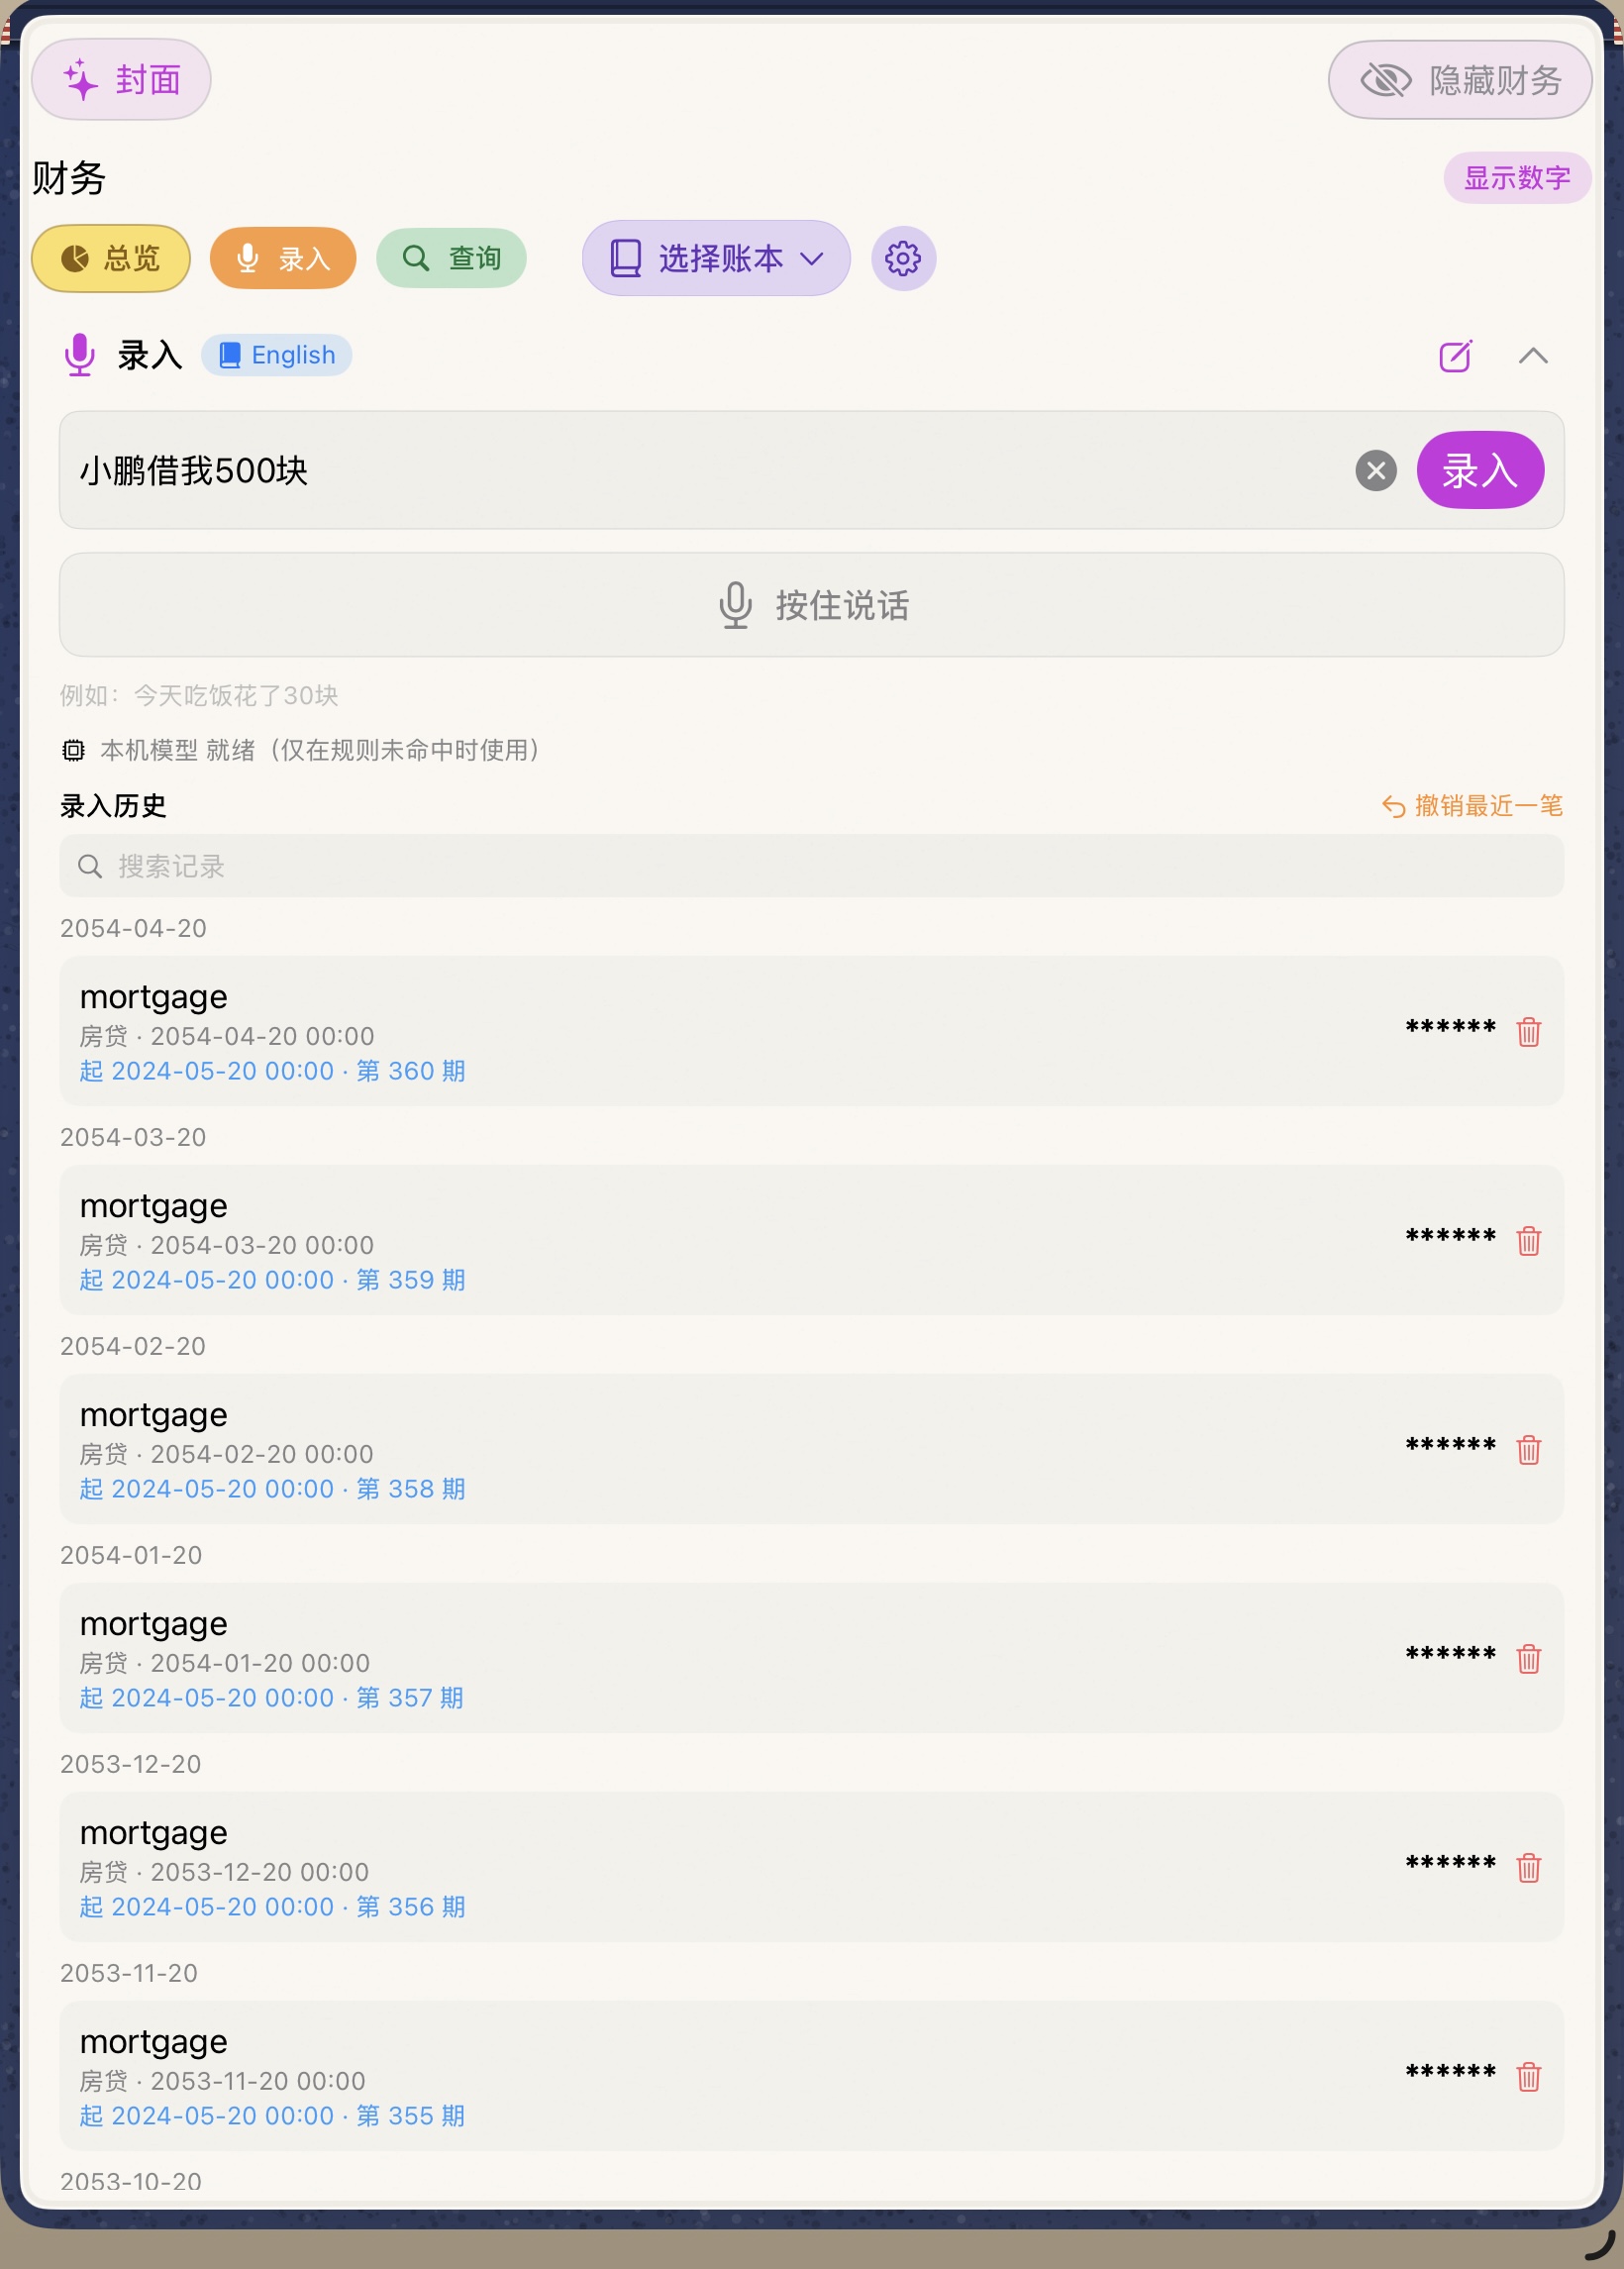 封面
隐藏财务
财务
显示数字
总览
录入
查询
选择账本
录入
English
小鹏借我500块
录入
按住说话
例如：今天吃饭花了30块
本机模型 就绪（仅在规则未命中时使用）
录入历史
撤销最近一笔
搜索记录
2054-04-20
mortgage
房贷 · 2054-04-20 00:00
******
起 2024-05-20 00:00 · 第 360 期
2054-03-20
mortgage
房贷 · 2054-03-20 00:00
******
起 2024-05-20 00:00 · 第 359 期
2054-02-20
mortgage
房贷 · 2054-02-20 00:00
******
起 2024-05-20 00:00 · 第 358 期
2054-01-20
mortgage
房贷 · 2054-01-20 00:00
******
起 2024-05-20 00:00 · 第 357 期
2053-12-20
mortgage
房贷 · 2053-12-20 00:00
******
起 2024-05-20 00:00 · 第 356 期
2053-11-20
mortgage
房贷 · 2053-11-20 00:00
******
起 2024-05-20 00:00 · 第 355 期
2053-10-20